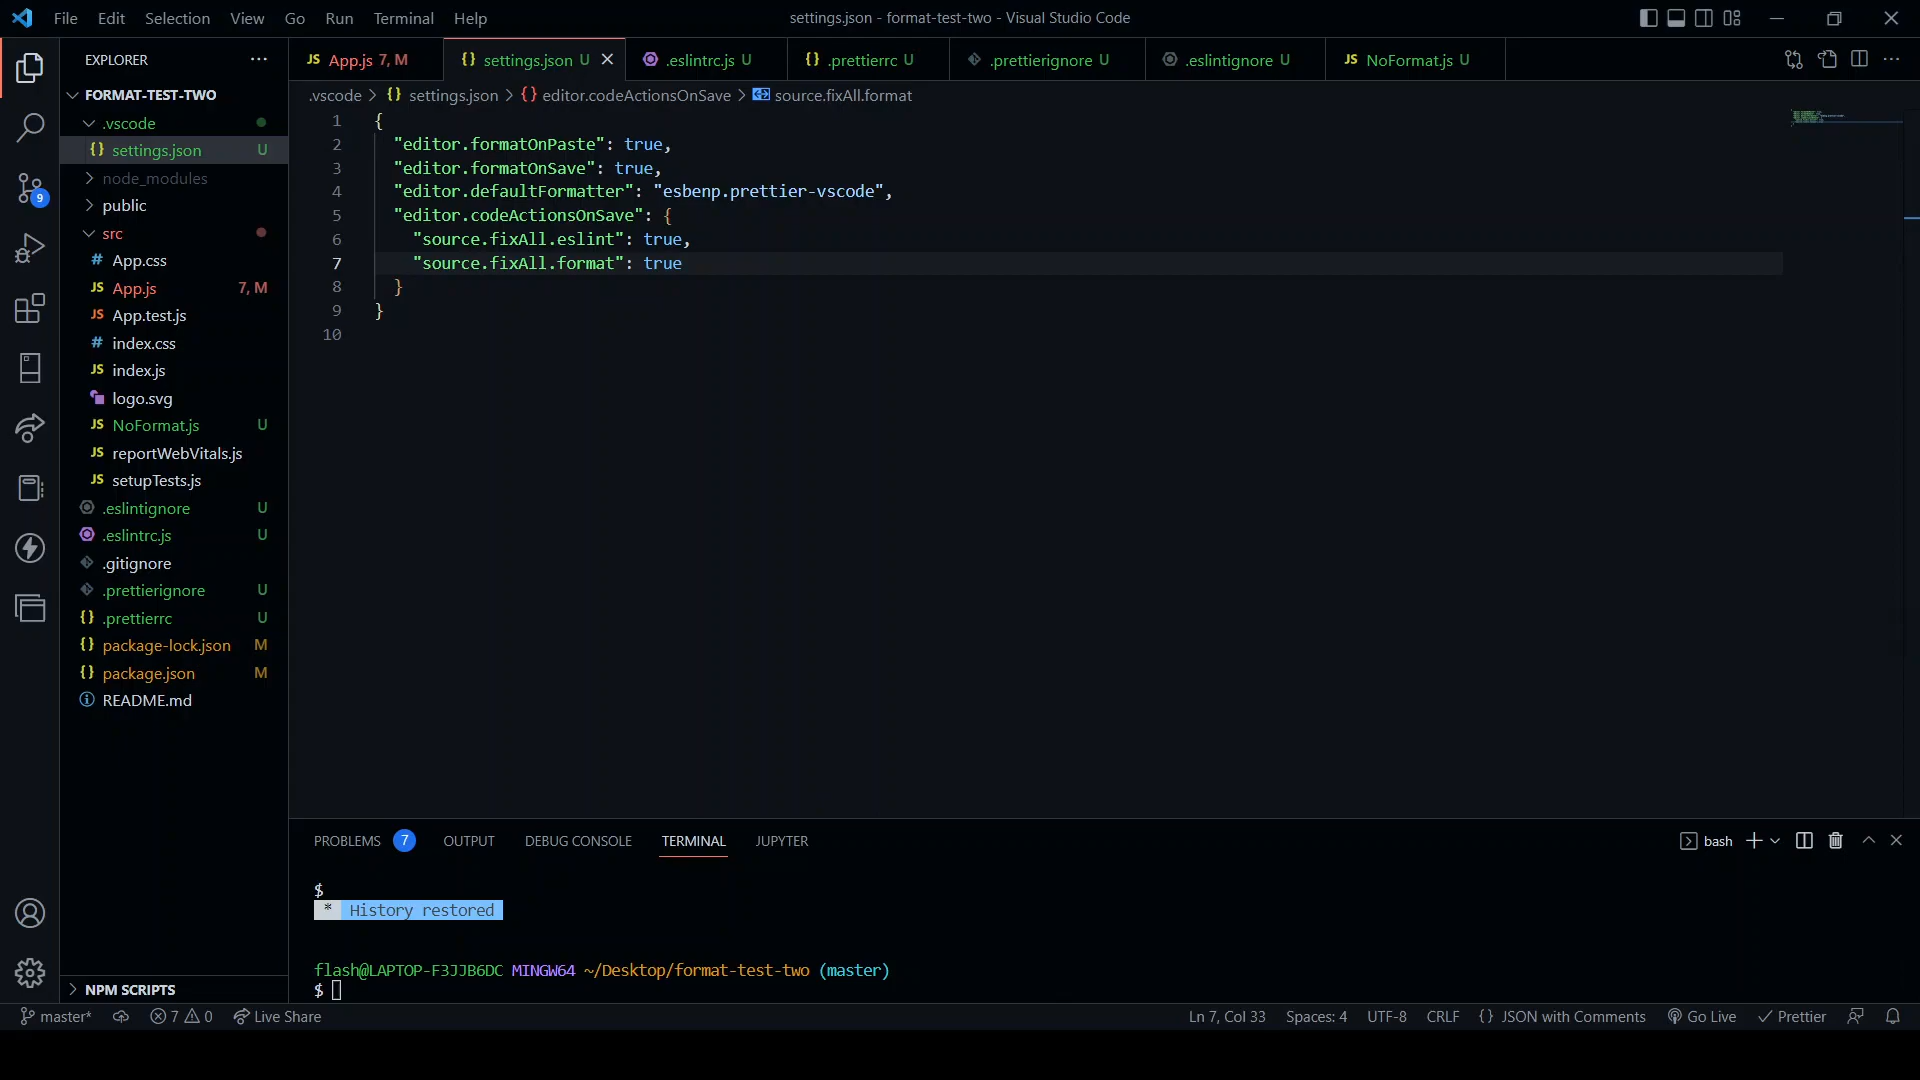 File Edit Selection View Go Run Terminal Help
settings.json - format-test-two - Visual Studio Code
EXPLORER
FORMAT-TEST-TWO
.vscode
{} settings.json U
node_modules
public
src
# App.css
JS App.js 7, M
JS App.test.js
# index.css
JS index.js
logo.svg
JS NoFormat.js U
JS reportWebVitals.js
JS setupTests.js
.eslintignore U
.eslintrc.js U
.gitignore
.prettierignore U
{} .prettierrc U
{} package-lock.json M
{} package.json M
README.md
NPM SCRIPTS
9
JS App.js 7, M
{} settings.json U
.eslintrc.js U
{} .prettierrc U
.prettierignore U
.eslintignore U
JS NoFormat.js U
.vscode > {} settings.json > {} editor.codeActionsOnSave > source.fixAll.format
1 {
2 "editor.formatOnPaste": true,
3 "editor.formatOnSave": true,
4 "editor.defaultFormatter": "esbenp.prettier-vscode",
5 "editor.codeActionsOnSave": {
6 "source.fixAll.eslint": true,
7 "source.fixAll.format": true
8 }
9 }
10
PROBLEMS 7 OUTPUT DEBUG CONSOLE TERMINAL JUPYTER
bash
$
* History restored
flash@LAPTOP-F3JJB6DC MINGW64 ~/Desktop/format-test-two (master)
$
master* 7 0 Live Share
Ln 7, Col 33 Spaces: 4 UTF-8 CRLF {} JSON with Comments Go Live Prettier